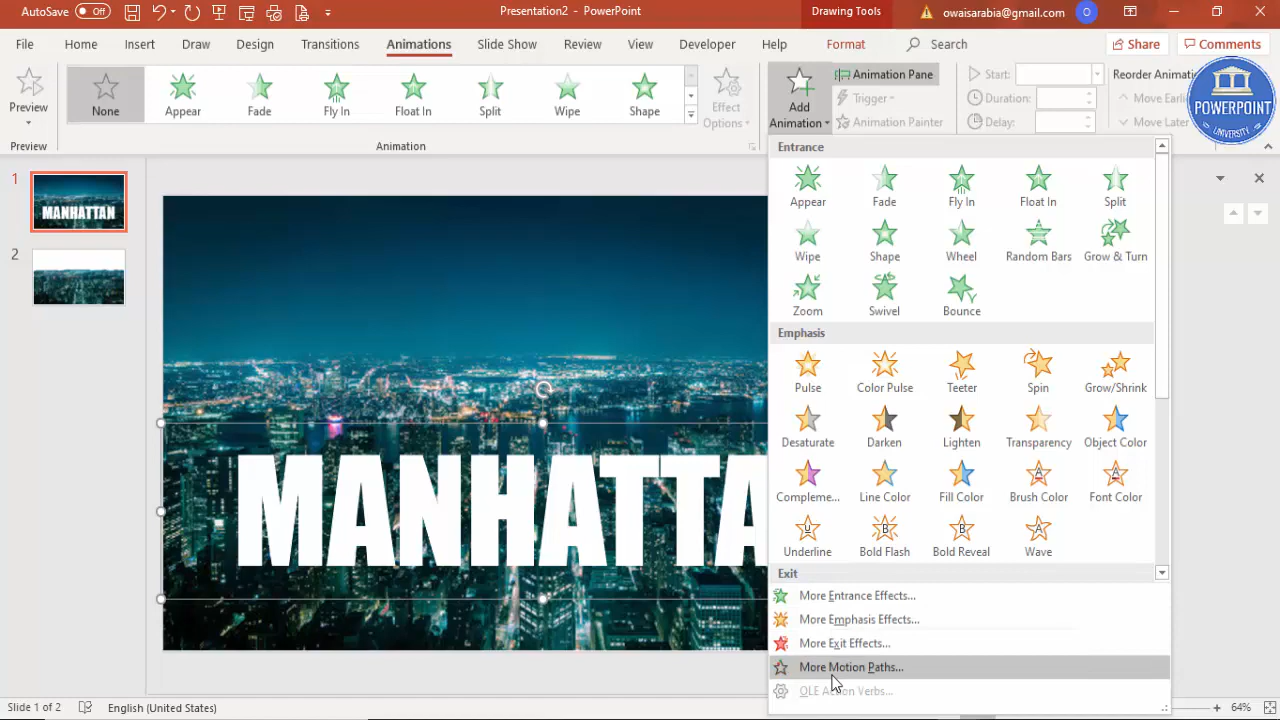 AutoSave Off Presentation2 - PowerPoint Drawing Tools owaisarabia@gmail.com O
File Home Insert Draw Design Transitions Animations Slide Show Review View Developer Help Format Search Share Comments
Preview None Appear Fade Fly In Float In Split Wipe Shape Effect Options Add Animation Animation Pane Start: Reorder Animati
Trigger Duration: Move Earli
Animation Painter Delay: Move Later
POWERPOINT
UNIVERSITY
Preview Animation
Entrance
Appear Fade Fly In Float In Split
Wipe Shape Wheel Random Bars Grow & Turn
Zoom Swivel Bounce
Emphasis
Pulse Color Pulse Teeter Spin Grow/Shrink
Desaturate Darken Lighten Transparency Object Color
Compleme... Line Color Fill Color Brush Color Font Color
Underline Bold Flash Bold Reveal Wave
Exit
More Entrance Effects...
More Emphasis Effects...
More Exit Effects...
More Motion Paths...
OLE Action Verbs...
1
MANHATTAN
2
MANHATTA
Slide 1 of 2 English (United States) 64%